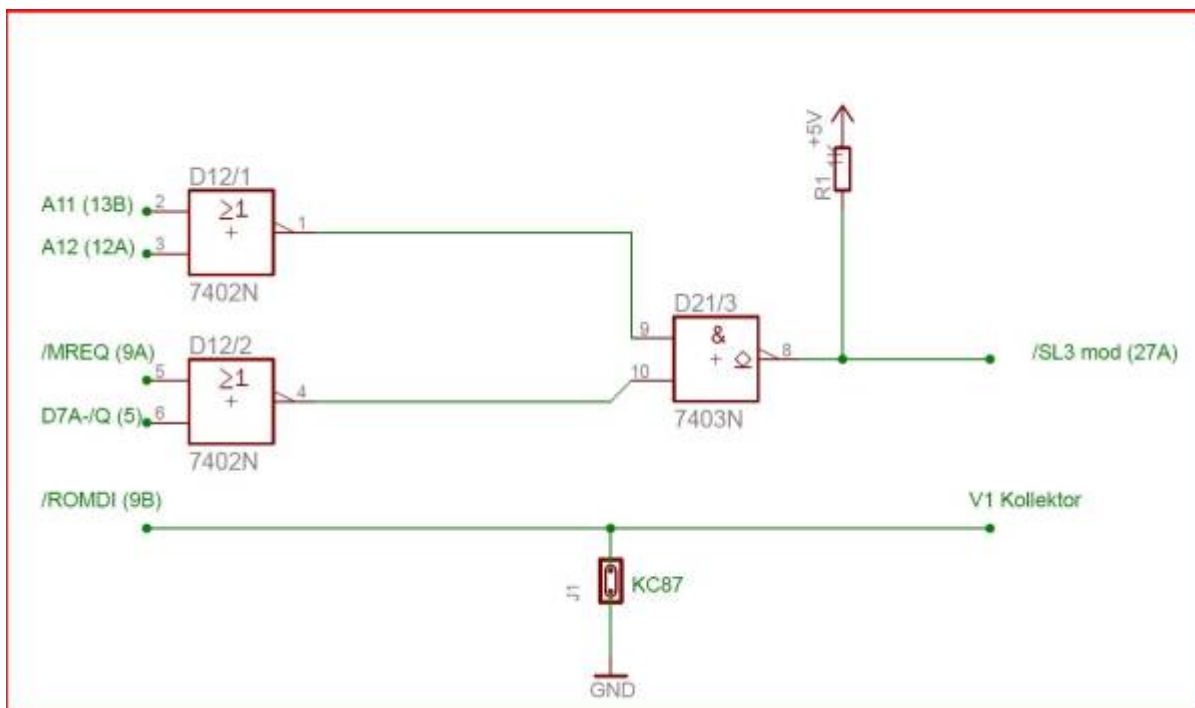 +5V
R1
1K
D12/1
A11 (13B)
2
≥1
+
1
A12 (12A)
3
7402N
D21/3
9
&
+
8
/SL3 mod (27A)
10
7403N
/MREQ (9A)
D12/2
5
≥1
+
4
D7A-/Q (5)
6
7402N
/ROMDI (9B)
V1 Kollektor
J1
KC87
GND